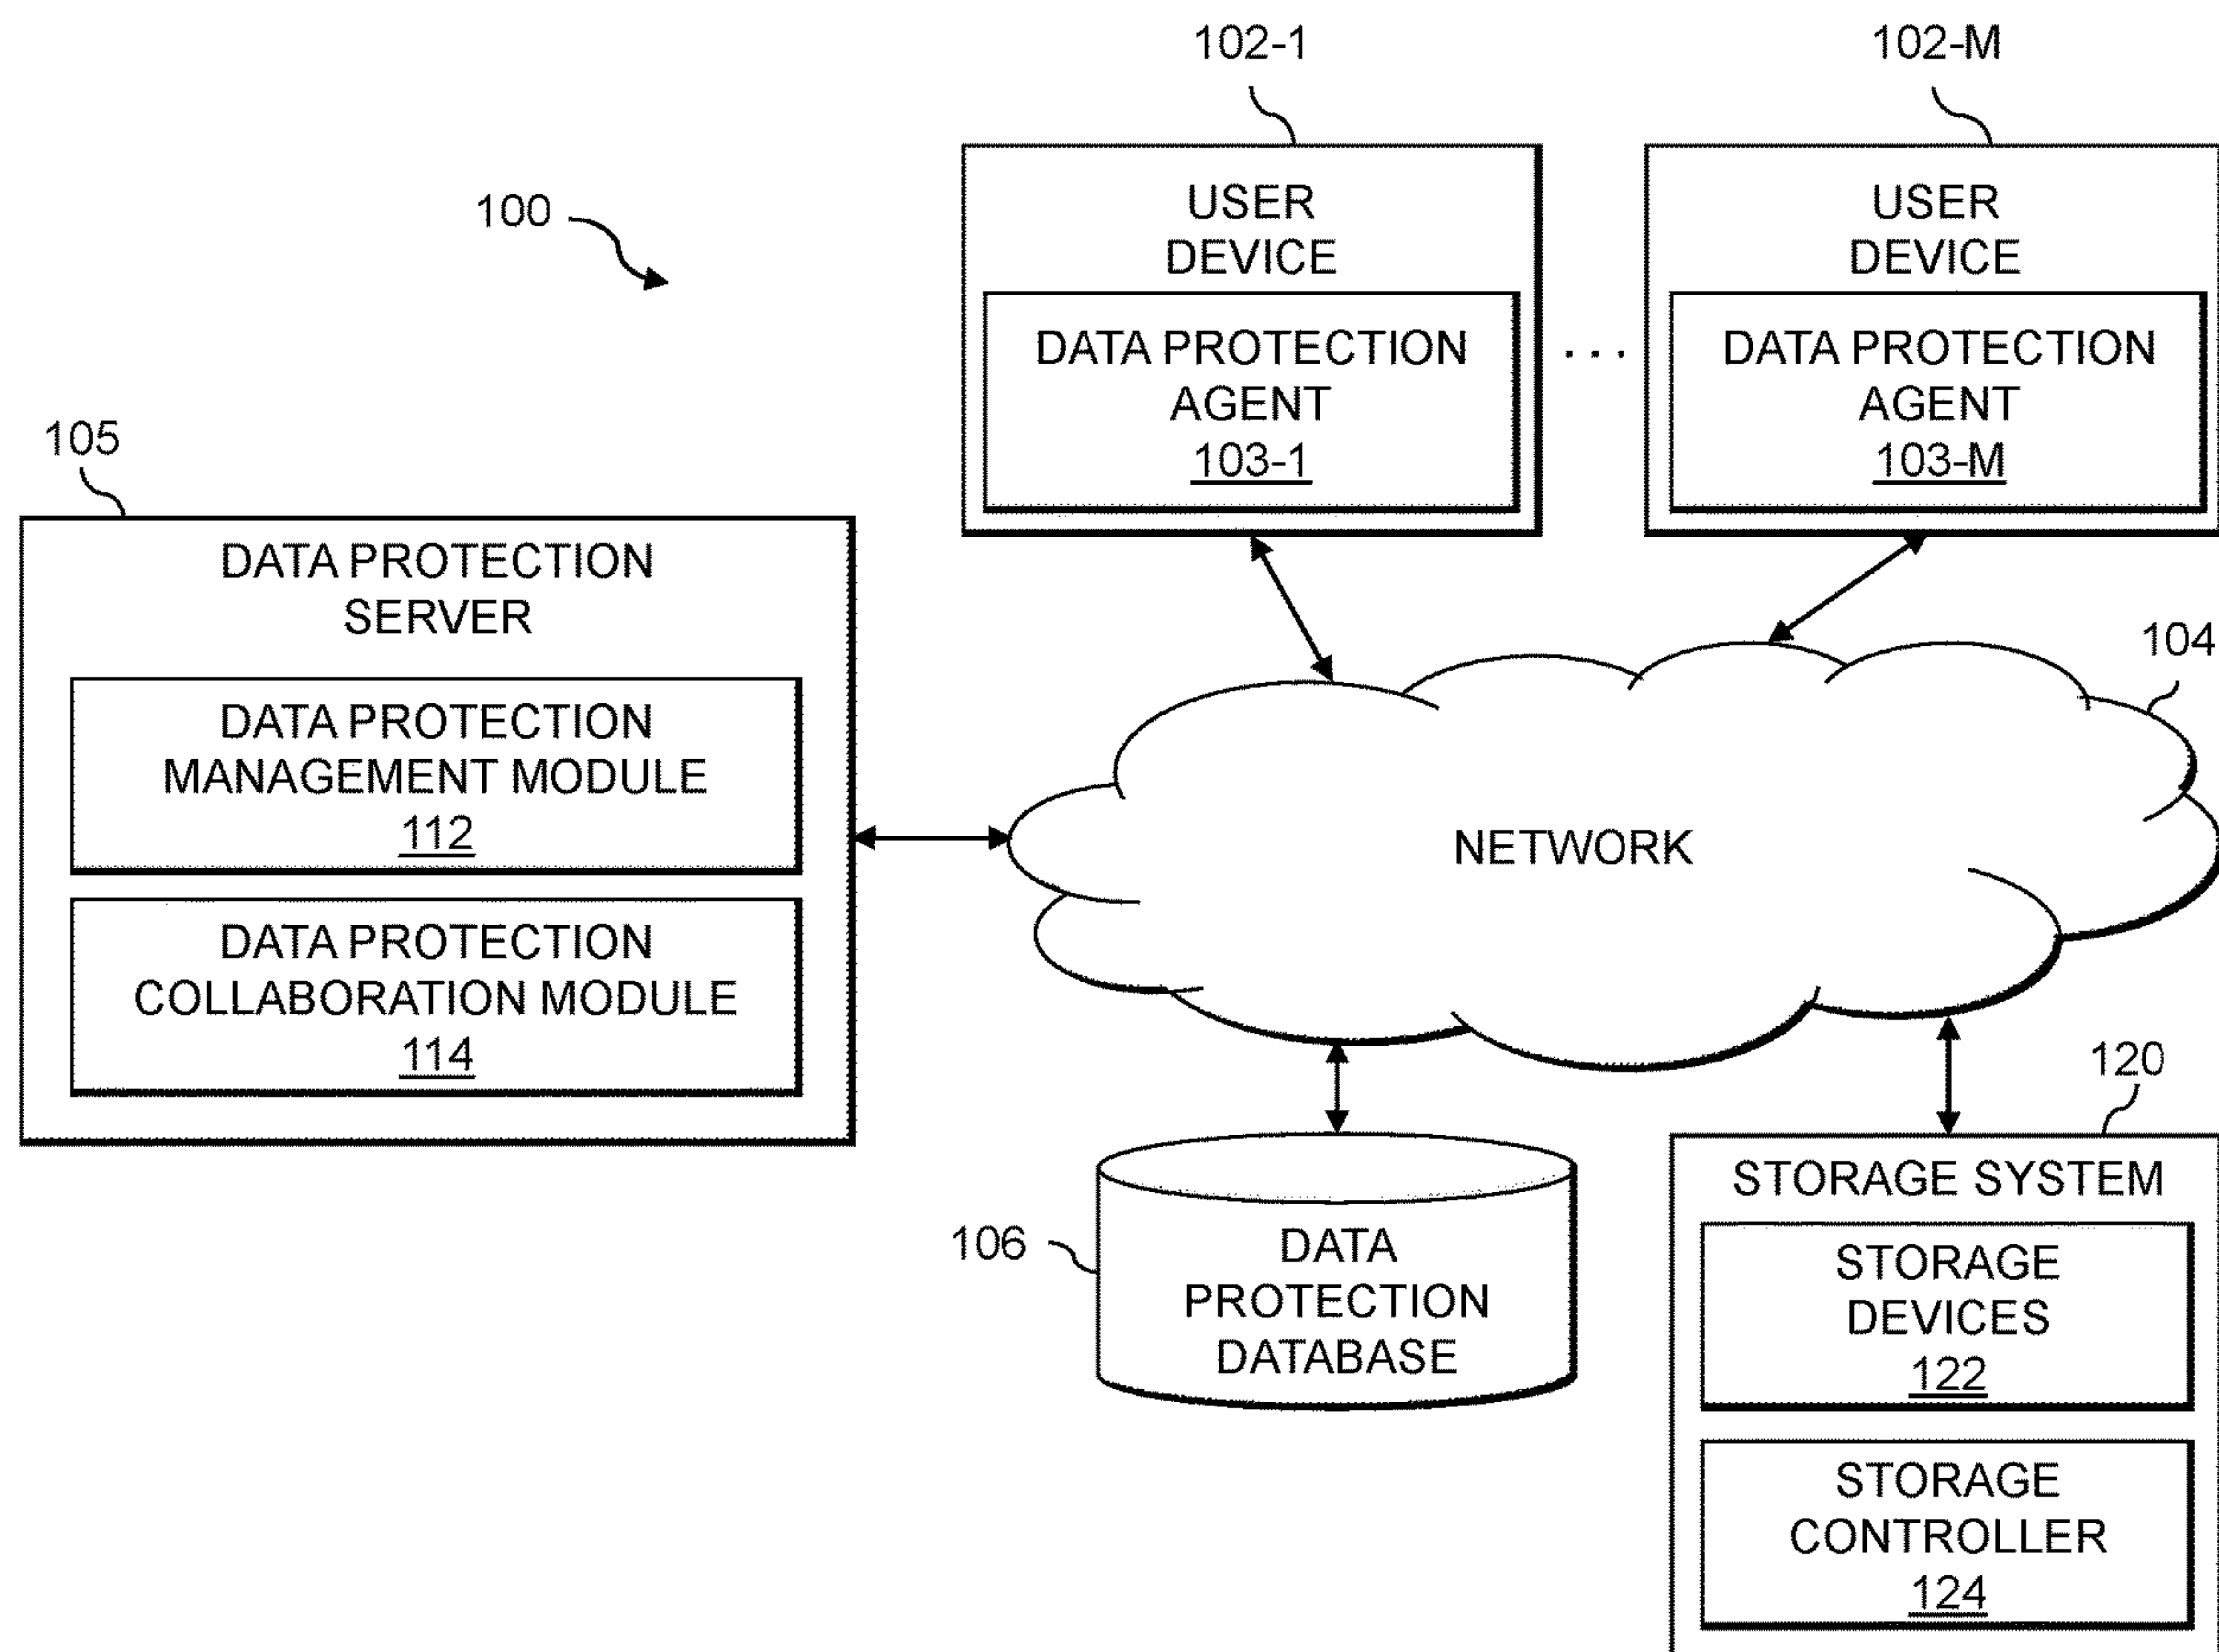 102-1
102-M
100
USER
DEVICE
DATA PROTECTION
AGENT
103-1
...
USER
DEVICE
DATA PROTECTION
AGENT
103-M
105
DATA PROTECTION
SERVER
DATA PROTECTION
MANAGEMENT MODULE
112
DATA PROTECTION
COLLABORATION MODULE
114
104
NETWORK
106
DATA
PROTECTION
DATABASE
120
STORAGE SYSTEM
STORAGE
DEVICES
122
STORAGE
CONTROLLER
124